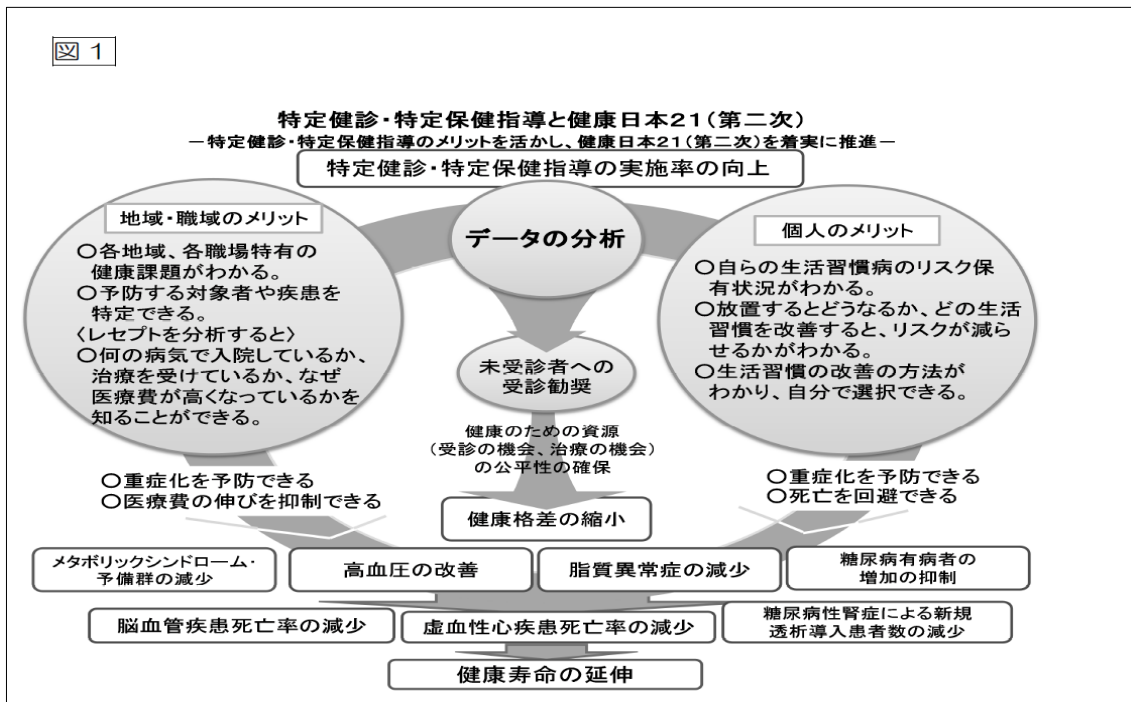 図1
特定健診・特定保健指導と健康日本21(第二次)
－特定健診・特定保健指導のメリットを活かし、健康日本21(第二次)を着実に推進－
特定健診・特定保健指導の実施率の向上
地域・職域のメリット
○各地域、各職場特有の
健康課題がわかる。
○予防する対象者や疾患を
特定できる。
〈レセプトを分析すると〉
○何の病気で入院しているか、
治療を受けているか、なぜ
医療費が高くなっているかを
知ることができる。
○重症化を予防できる
○医療費の伸びを抑制できる
データの分析
未受診者への
受診勧奨
健康のための資源
(受診の機会、治療の機会)
の公平性の確保
健康格差の縮小
個人のメリット
○自らの生活習慣病のリスク保
有状況がわかる。
○放置するとどうなるか、どの生活
習慣を改善すると、リスクが減ら
せるかがわかる。
○生活習慣の改善の方法が
わかり、自分で選択できる。
○重症化を予防できる
○死亡を回避できる
メタボリックシンドローム・
予備群の減少
高血圧の改善
脂質異常症の減少
糖尿病有病者の
増加の抑制
脳血管疾患死亡率の減少
虚血性心疾患死亡率の減少
糖尿病性腎症による新規
透析導入患者数の減少
健康寿命の延伸